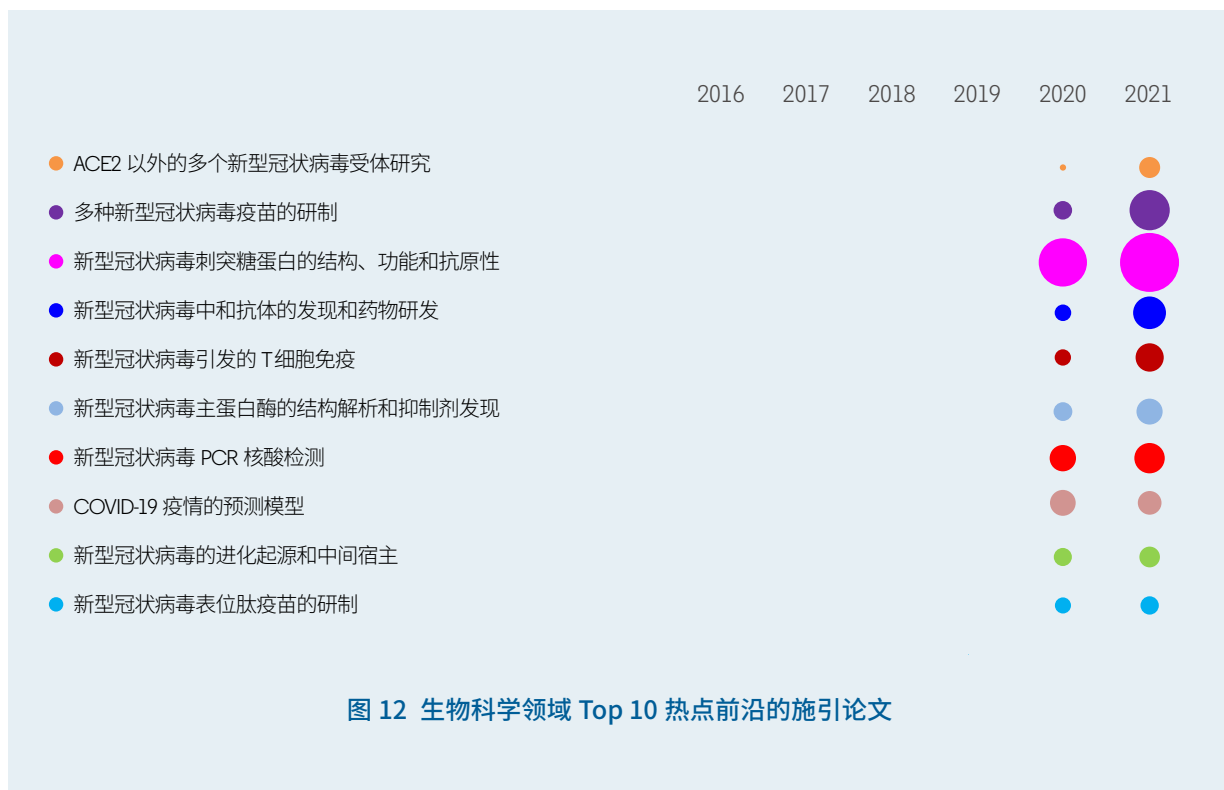 2016 2017 2018 2019 2020 2021
ACE2 以外的多个新型冠状病毒受体研究
多种新型冠状病毒疫苗的研制
新型冠状病毒刺突糖蛋白的结构、功能和抗原性
新型冠状病毒中和抗体的发现和药物研发
新型冠状病毒引发的 T 细胞免疫
新型冠状病毒主蛋白酶的结构解析和抑制剂发现
新型冠状病毒 PCR 核酸检测
COVID-19 疫情的预测模型
新型冠状病毒的进化起源和中间宿主
新型冠状病毒表位肽疫苗的研制
图 12 生物科学领域 Top 10 热点前沿的施引论文